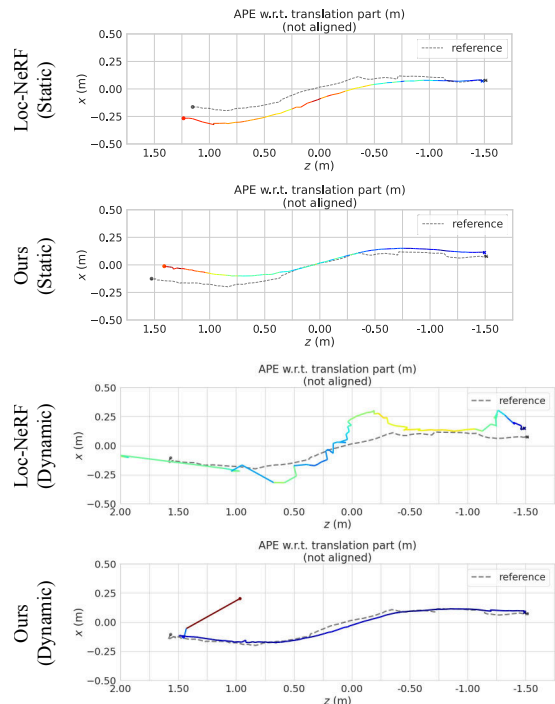 Loc-NeRF
(Static)
APE w.r.t. translation part (m)
(not aligned)
reference
x (m)
0.50
0.25
0.00
−0.25
−0.50
1.50 1.00 0.50 0.00 -0.50 -1.00 -1.50
z (m)
Ours
(Static)
APE w.r.t. translation part (m)
(not aligned)
reference
x (m)
0.50
0.25
0.00
−0.25
−0.50
1.50 1.00 0.50 0.00 -0.50 -1.00 -1.50
z (m)
Loc-NeRF
(Dynamic)
APE w.r.t. translation part (m)
(not aligned)
reference
x (m)
0.50
0.25
0.00
−0.25
−0.50
2.00 1.50 1.00 0.50 0.00 -0.50 -1.00 -1.50
z (m)
Ours
(Dynamic)
APE w.r.t. translation part (m)
(not aligned)
reference
x (m)
0.50
0.25
0.00
−0.25
−0.50
2.00 1.50 1.00 0.50 0.00 -0.50 -1.00 -1.50
z (m)